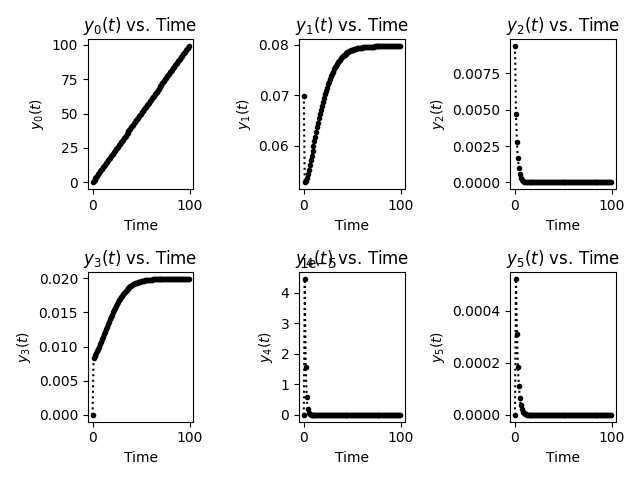 y₀(t) vs. Time
y₁(t) vs. Time
y₂(t) vs. Time
100
75
50
25
0
y₀(t)
0 100
Time
0.08
0.07
0.06
y₁(t)
0 100
Time
0.0075
0.0050
0.0025
0.0000
y₂(t)
0 100
Time
y₃(t) vs. Time
y₄(t) vs. Time
y₅(t) vs. Time
0.020
0.015
0.010
0.005
0.000
y₃(t)
0 100
Time
1e−5
4
3
2
1
0
y₄(t)
0 100
Time
0.0004
0.0002
0.0000
y₅(t)
0 100
Time